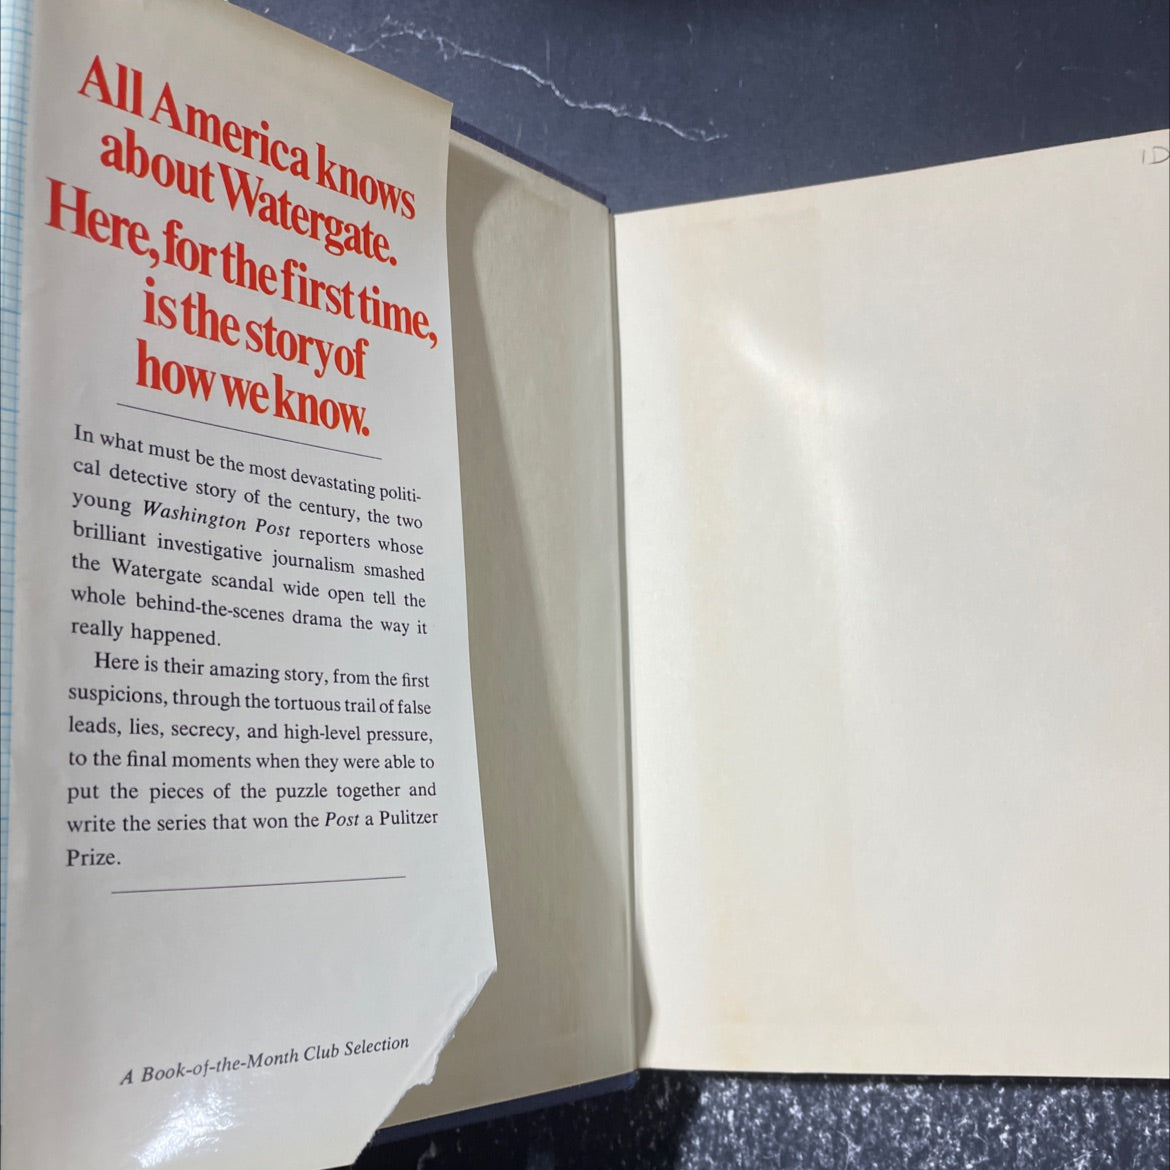 All America knows
about Watergate.
Here, for the first time,
is the story of
how we know.
In what must be the most devastating politi-
cal detective story of the century, the two
young Washington Post reporters whose
brilliant investigative journalism smashed
the Watergate scandal wide open tell the
whole behind-the-scenes drama the way it
really happened.
Here is their amazing story, from the first
suspicions, through the tortuous trail of false
leads, lies, secrecy, and high-level pressure,
to the final moments when they were able to
put the pieces of the puzzle together and
write the series that won the Post a Pulitzer
Prize.
A Book-of-the-Month Club Selection